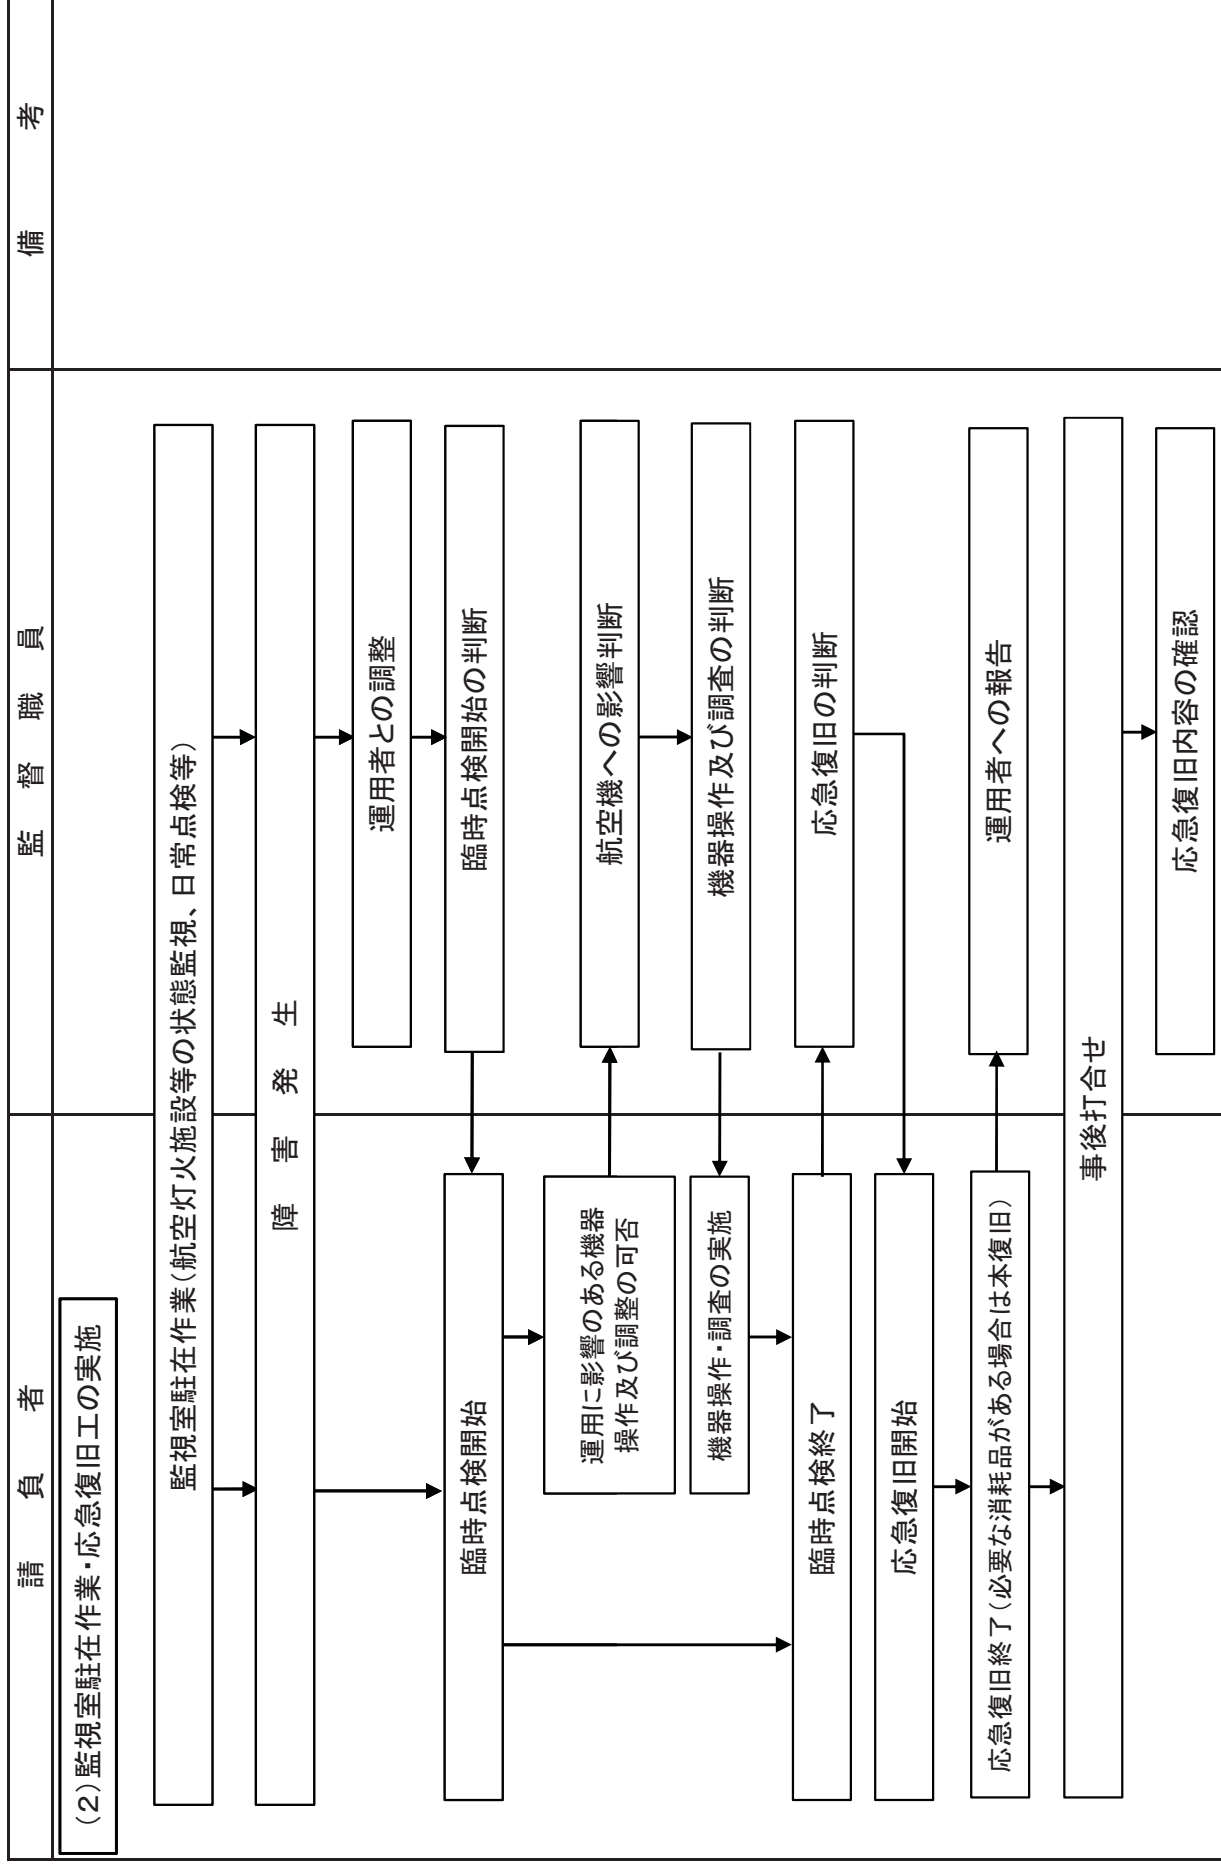 請負者
監督職員
備考
(2)監視室駐在作業・応急復旧工の実施
監視室駐在作業(航空灯火施設等の状態監視、日常点検等)
障害発生
運用者との調整
臨時点検開始
臨時点検開始の判断
運用に影響のある機器
操作及び調整の可否
航空機への影響判断
機器操作・調査の実施
機器操作及び調査の判断
臨時点検終了
応急復旧の判断
応急復旧開始
応急復旧終了(必要な消耗品がある場合は本復旧)
運用者への報告
事後打合せ
応急復旧内容の確認